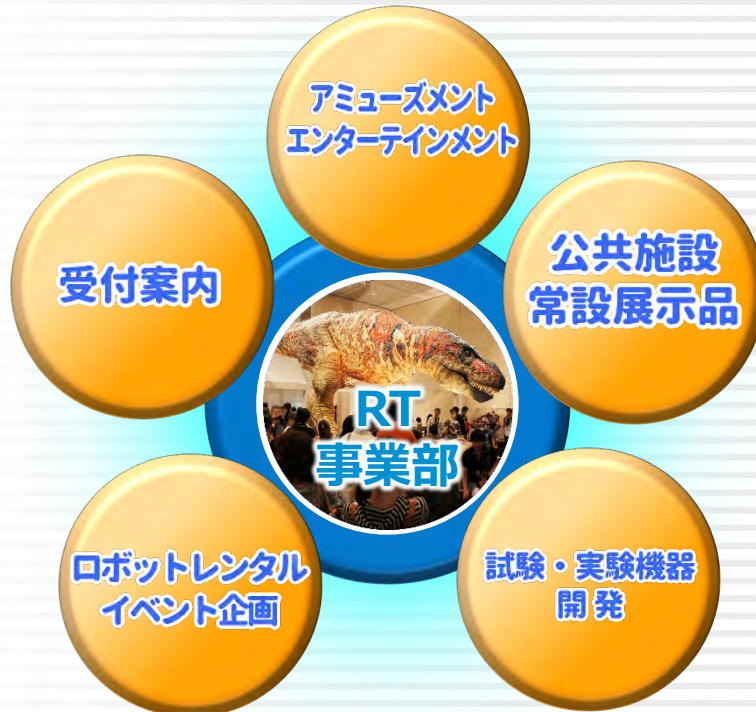 アミューズメント
エンターテインメント
受付案内
公共施設
常設展示品
RT
事業部
ロボットレンタル
イベント企画
試験・実験機器
開発